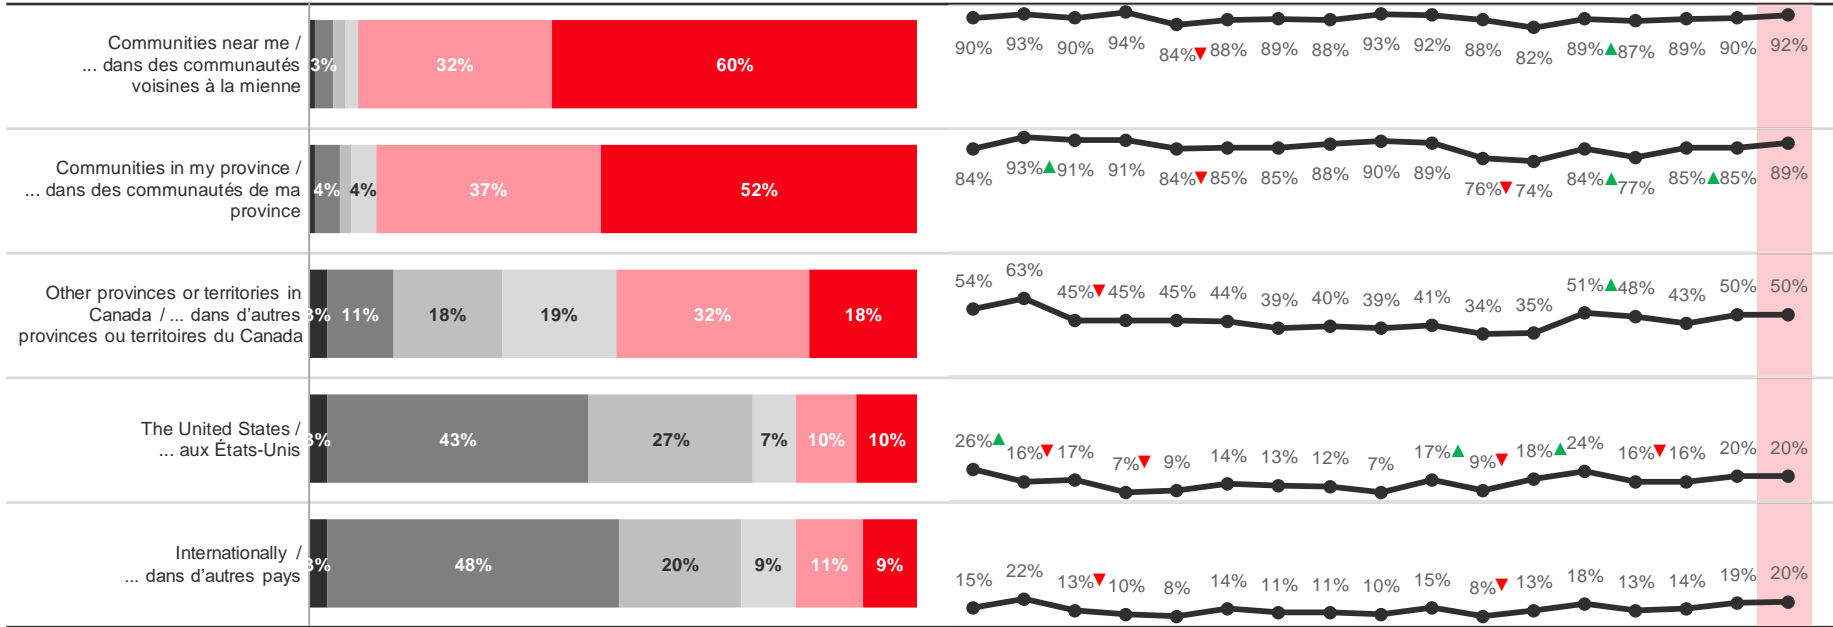 Communities near me /
... dans des communautés
voisines à la mienne
3% 32% 60%
90% 93% 90% 94% 84%▼ 88% 89% 88% 93% 92% 88% 82% 89%▲ 87% 89% 90% 92%
Communities in my province /
... dans des communautés de ma
province
4% 4% 37% 52%
84% 93%▲ 91% 91% 84%▼ 85% 85% 88% 90% 89% 76%▼ 74% 84%▲ 77% 85%▲ 85% 89%
Other provinces or territories in
Canada / ... dans d'autres
provinces ou territoires du Canada
3% 11% 18% 19% 32% 18%
54% 63% 45%▼ 45% 45% 44% 39% 40% 39% 41% 34% 35% 51%▲ 48% 43% 50% 50%
The United States /
... aux États-Unis
3% 43% 27% 7% 10% 10%
26%▲ 16%▼ 17% 7%▼ 9% 14% 13% 12% 7% 17%▲ 9%▼ 18%▲ 24% 16%▼ 16% 20% 20%
Internationally /
... dans d'autres pays
3% 48% 20% 9% 11% 9%
15% 22% 13%▼ 10% 8% 14% 11% 11% 10% 15% 8%▼ 13% 18% 13% 14% 19% 20%